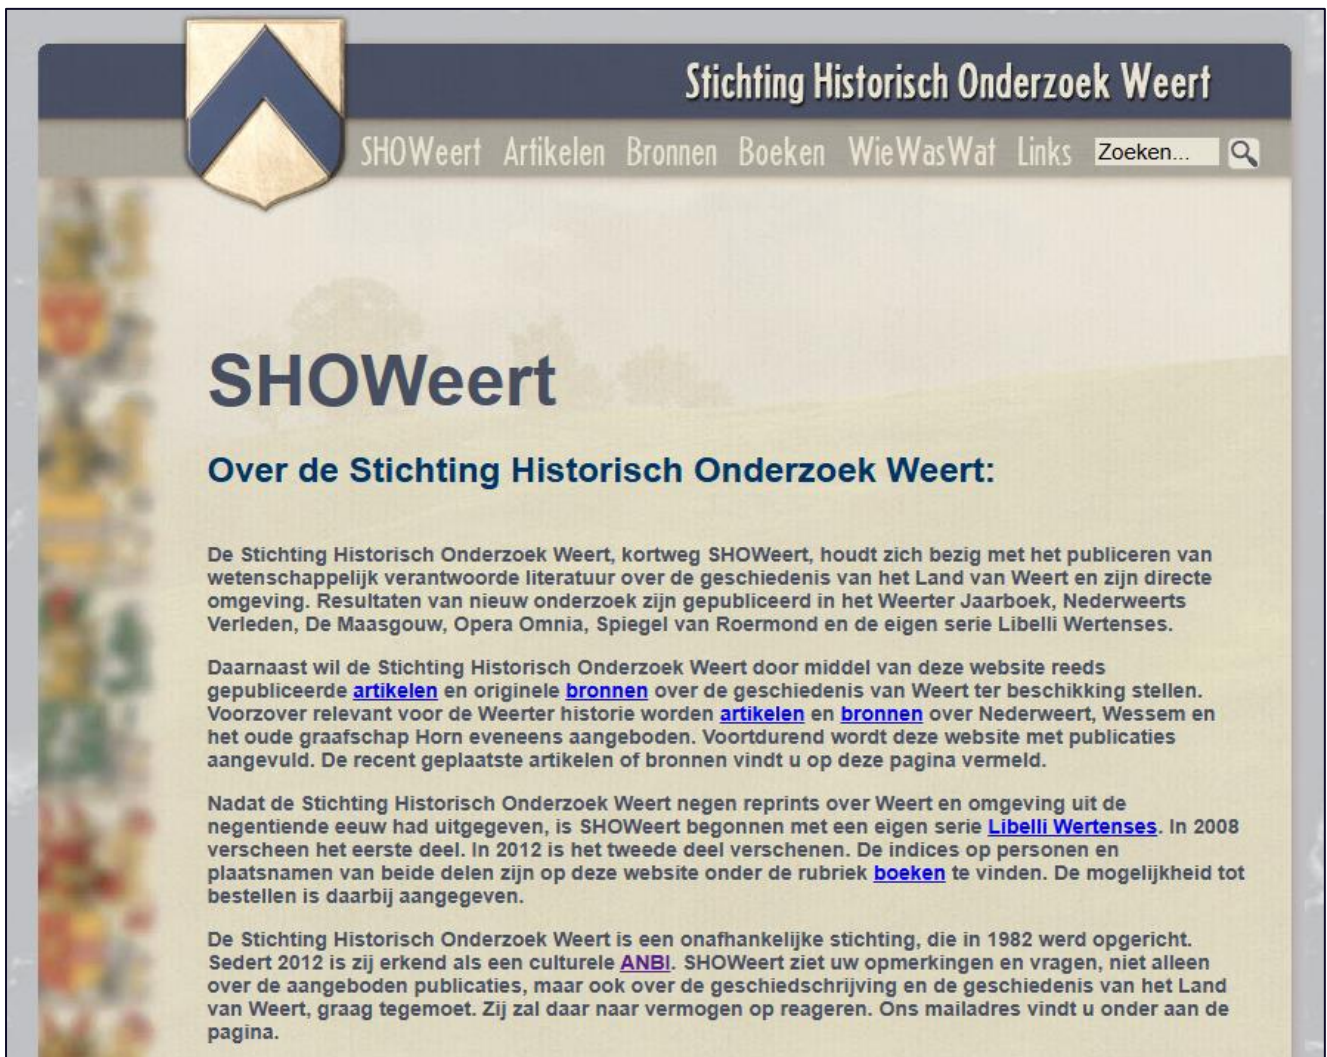 Stichting Historisch Onderzoek Weert
SHOWeert Artikelen Bronnen Boeken WieWasWat Links Zoeken...
SHOWeert
Over de Stichting Historisch Onderzoek Weert:
De Stichting Historisch Onderzoek Weert, kortweg SHOWeert, houdt zich bezig met het publiceren van
wetenschappelijk verantwoorde literatuur over de geschiedenis van het Land van Weert en zijn directe
omgeving. Resultaten van nieuw onderzoek zijn gepubliceerd in het Weerter Jaarboek, Nederweerts
Verleden, De Maasgouw, Opera Omnia, Spiegel van Roermond en de eigen serie Libelli Wertenses.
Daarnaast wil de Stichting Historisch Onderzoek Weert door middel van deze website reeds
gepubliceerde artikelen en originele bronnen over de geschiedenis van Weert ter beschikking stellen.
Voorzover relevant voor de Weerter historie worden artikelen en bronnen over Nederweert, Wessem en
het oude graafschap Horn eveneens aangeboden. Voortdurend wordt deze website met publicaties
aangevuld. De recent geplaatste artikelen of bronnen vindt u op deze pagina vermeld.
Nadat de Stichting Historisch Onderzoek Weert negen reprints over Weert en omgeving uit de
negentiende eeuw had uitgegeven, is SHOWeert begonnen met een eigen serie Libelli Wertenses. In 2008
verscheen het eerste deel. In 2012 is het tweede deel verschenen. De indices op personen en
plaatsnamen van beide delen zijn op deze website onder de rubriek boeken te vinden. De mogelijkheid tot
bestellen is daarbij aangegeven.
De Stichting Historisch Onderzoek Weert is een onafhankelijke stichting, die in 1982 werd opgericht.
Sedert 2012 is zij erkend als een culturele ANBI. SHOWeert ziet uw opmerkingen en vragen, niet alleen
over de aangeboden publicaties, maar ook over de geschiedschrijving en de geschiedenis van het Land
van Weert, graag tegemoet. Zij zal daar naar vermogen op reageren. Ons mailadres vindt u onder aan de
pagina.